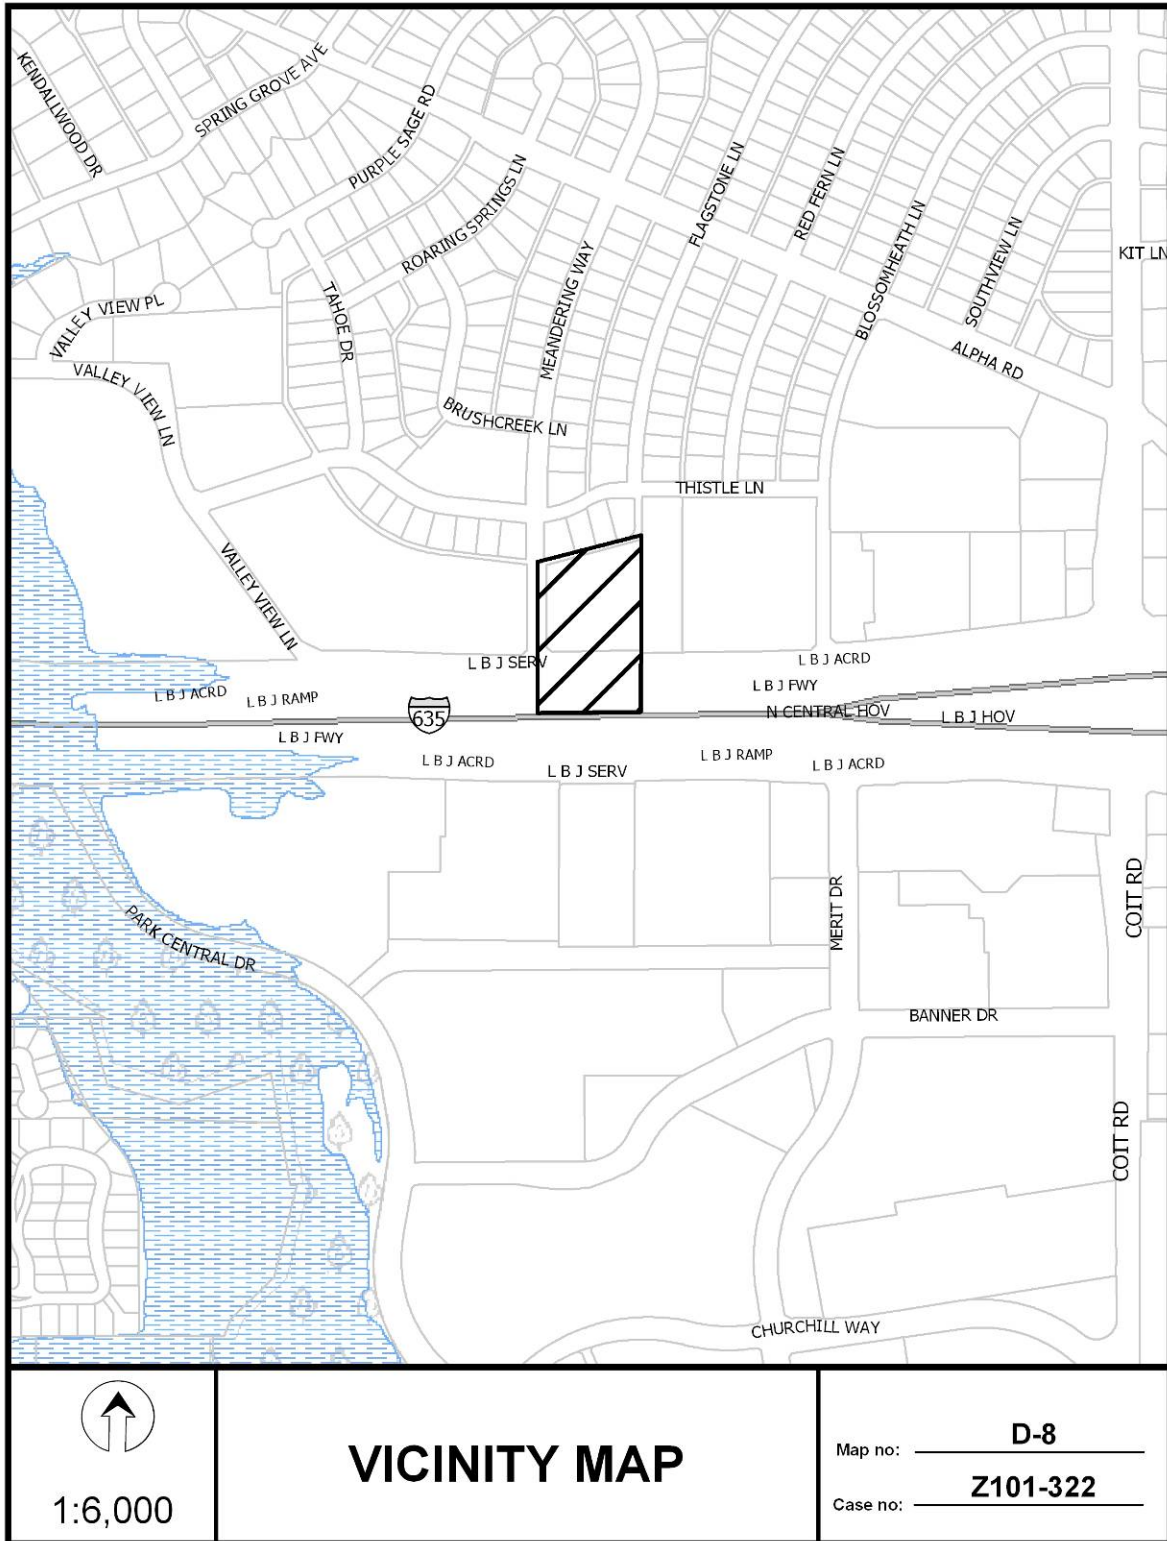 KENDALLWOOD DR
SPRING GROVE AVE
PURPLE SAGE RD
ROARING SPRINGS LN
FLAGSTONE LN
RED FERN LN
BLOSSOMHEATH LN
SOUTHVIEW LN
KIT LN
VALLEY VIEW PL
TAHOE DR
MEANDERING WAY
ALPHA RD
VALLEY VIEW LN
BRUSHCREEK LN
THISTLE LN
VALLEY VIEW LN
L B J SERV
L B J ACRD
L B J ACRD
L B J RAMP
L B J FWY
635
N CENTRAL HOV
L B J HOV
L B J FWY
L B J ACRD
L B J SERV
L B J RAMP
L B J ACRD
MERIT DR
COIT RD
PARK CENTRAL DR
BANNER DR
COIT RD
CHURCHILL WAY
1:6,000
VICINITY MAP
Map no: D-8
Case no: Z101-322